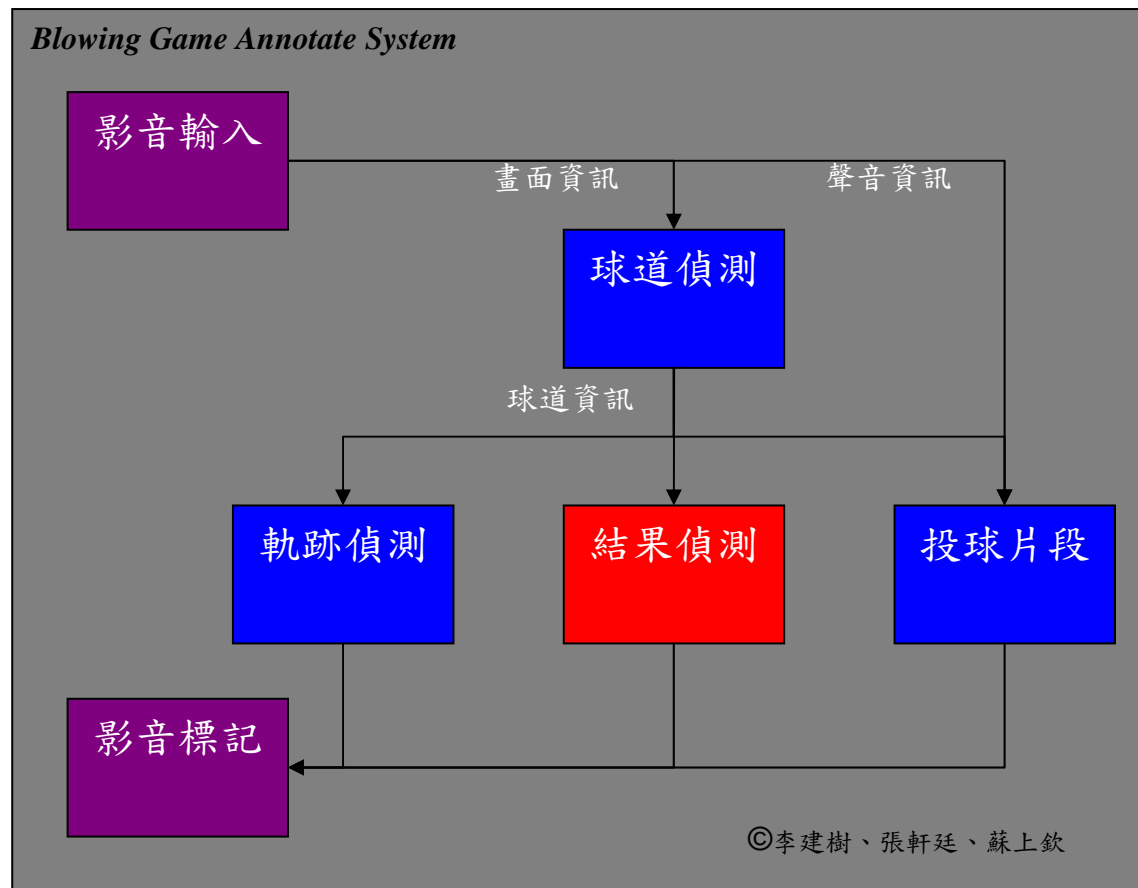 Blowing Game Annotate System
影音輸入
畫面資訊
聲音資訊
球道偵測
球道資訊
軌跡偵測
結果偵測
投球片段
影音標記
©李建樹、張軒廷、蘇上欽